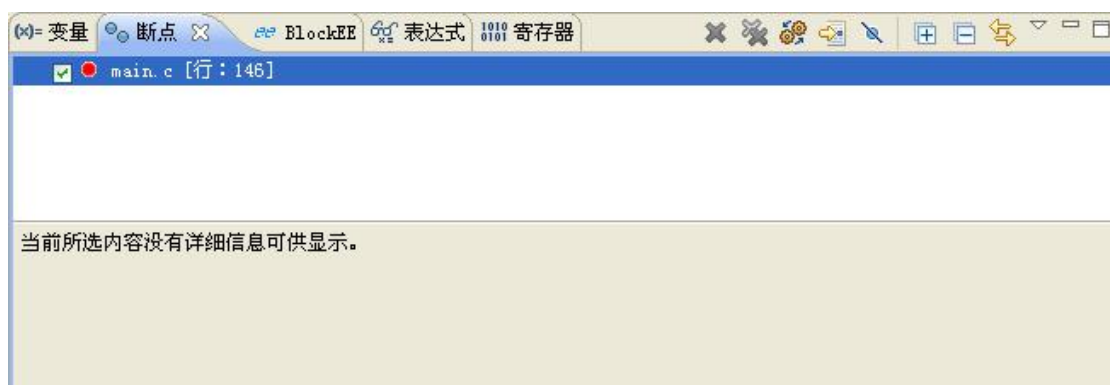 (x)= 变量 断点 BlockEE 表达式 1010 0101 寄存器
main.c [行：146]
当前所选内容没有详细信息可供显示。